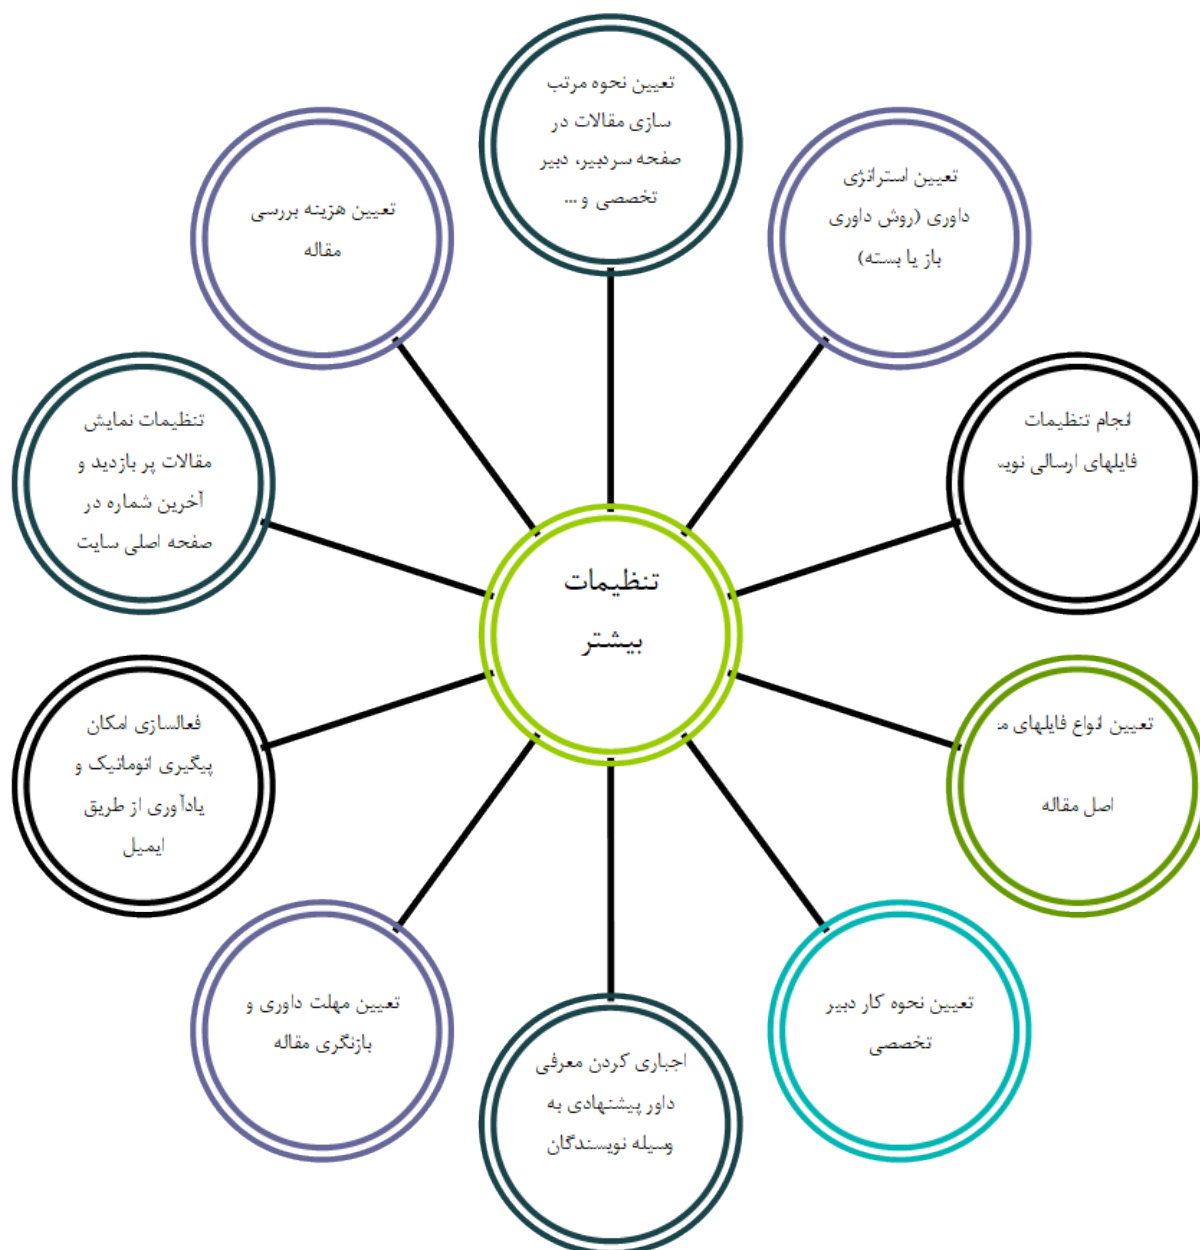 تنظیمات
بیشتر
تعیین نحوه مرتب
سازی مقالات در
صفحه سردبیر، دبیر
تخصصی و ...
تعیین استراتژی
داوری (روش داوری
باز یا بسته)
انجام تنظیمات
فایلهای ارسالی
تعیین انواع فایلهای
اصل مقاله
تعیین نحوه کار دبیر
تخصصی
اجباری کردن معرفی
داور پیشنهادی به
وسیله نویسندگان
تعیین مهلت داوری و
بازنگری مقاله
فعالسازی امکان
پیگیری اتوماتیک و
یادآوری از طریق
ایمیل
تنظیمات نمایش
مقالات پر بازدید و
آخرین شماره در
صفحه اصلی سایت
تعیین هزینه بررسی
مقاله